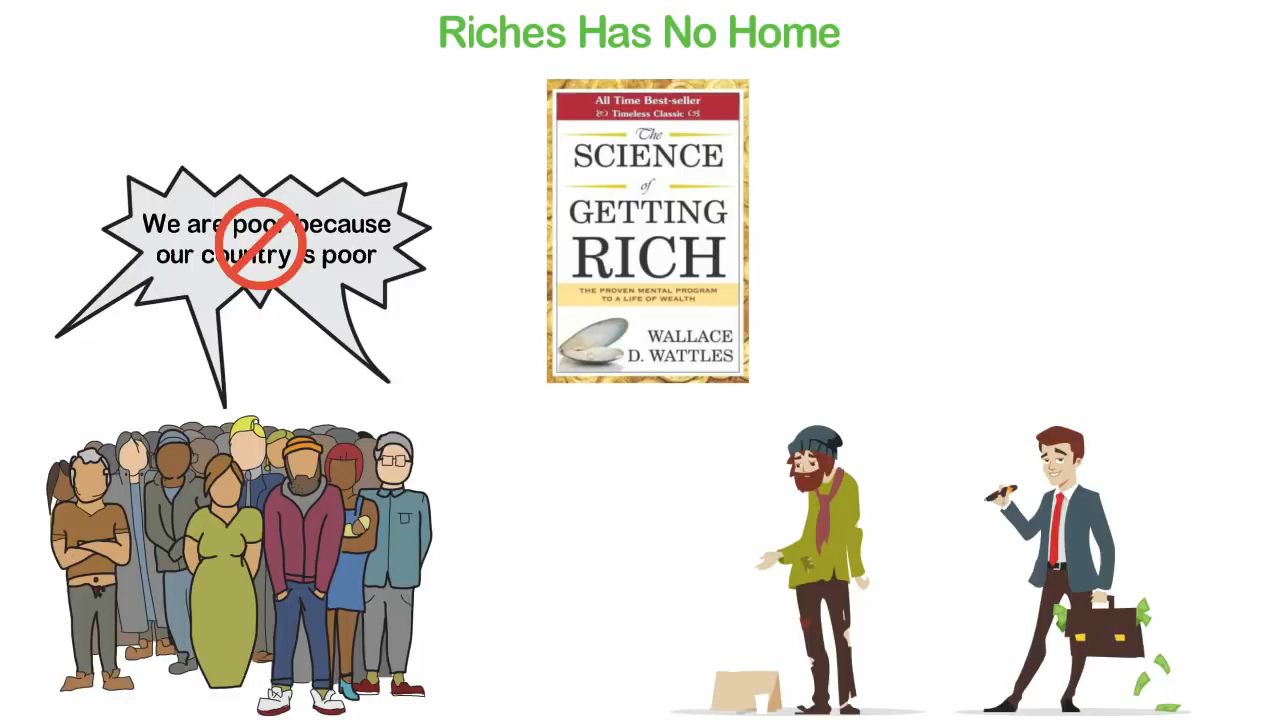 Riches Has No Home
All Time Best-seller
Timeless Classic
The
SCIENCE
of
GETTING
RICH
THE PROVEN MENTAL PROGRAM
TO A LIFE OF WEALTH
WALLACE
D. WATTLES
We are poor because
our country is poor